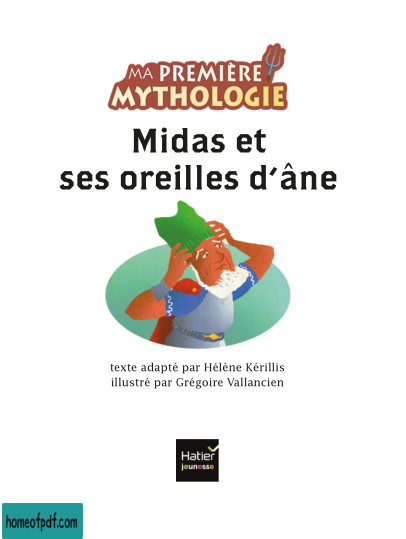 MA PREMIÈRE
MYTHOLOGIE
Midas et
ses oreilles d'âne
texte adapté par Hélène Kérillis
illustré par Grégoire Vallancien
Hatier
jeunesse
homeofpdf.com